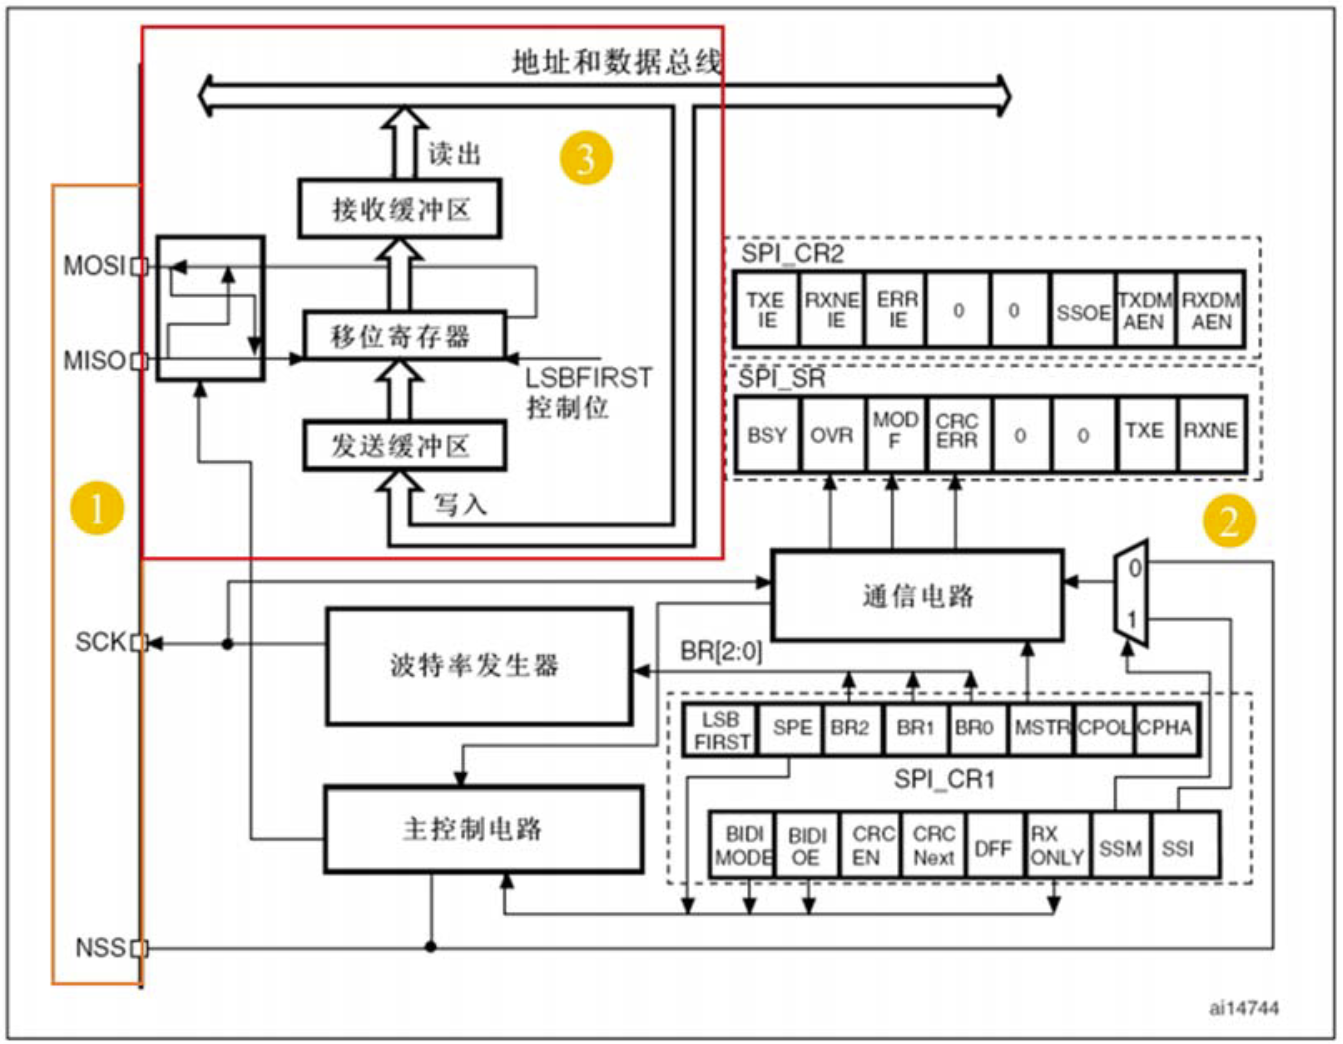 地址和数据总线
读出
3
接收缓冲区
MOSI
移位寄存器
MISO
LSBFIRST
控制位
发送缓冲区
写入
1
SPI_CR2
TXE
IE
RXNE
IE
ERR
IE
0
0
SSOE
TXDM
AEN
RXDM
AEN
SPI_SR
BSY
OVR
MOD
F
CRC
ERR
0
0
TXE
RXNE
2
通信电路
0
1
SCK
波特率发生器
BR[2:0]
LSB
FIRST
SPE
BR2
BR1
BR0
MSTR
CPOL
CPHA
SPI_CR1
主控制电路
BIDI
MODE
BIDI
OE
CRC
EN
CRC
Next
DFF
RX
ONLY
SSM
SSI
NSS
ai14744